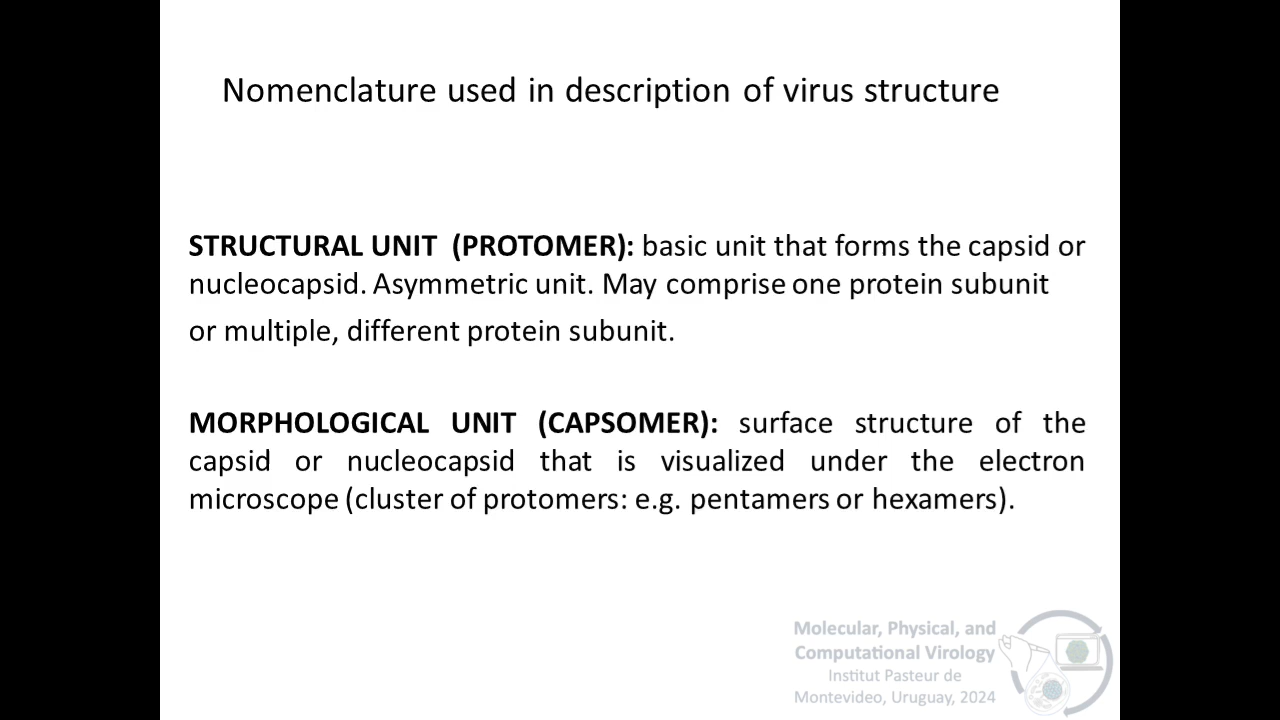 Nomenclature used in description of virus structure
STRUCTURAL UNIT (PROTOMER): basic unit that forms the capsid or
nucleocapsid. Asymmetric unit. May comprise one protein subunit
or multiple, different protein subunit.
MORPHOLOGICAL UNIT (CAPSOMER): surface structure of the
capsid or nucleocapsid that is visualized under the electron
microscope (cluster of protomers: e.g. pentamers or hexamers).
Molecular, Physical, and
Computational Virology
Institut Pasteur de
Montevideo, Uruguay, 2024